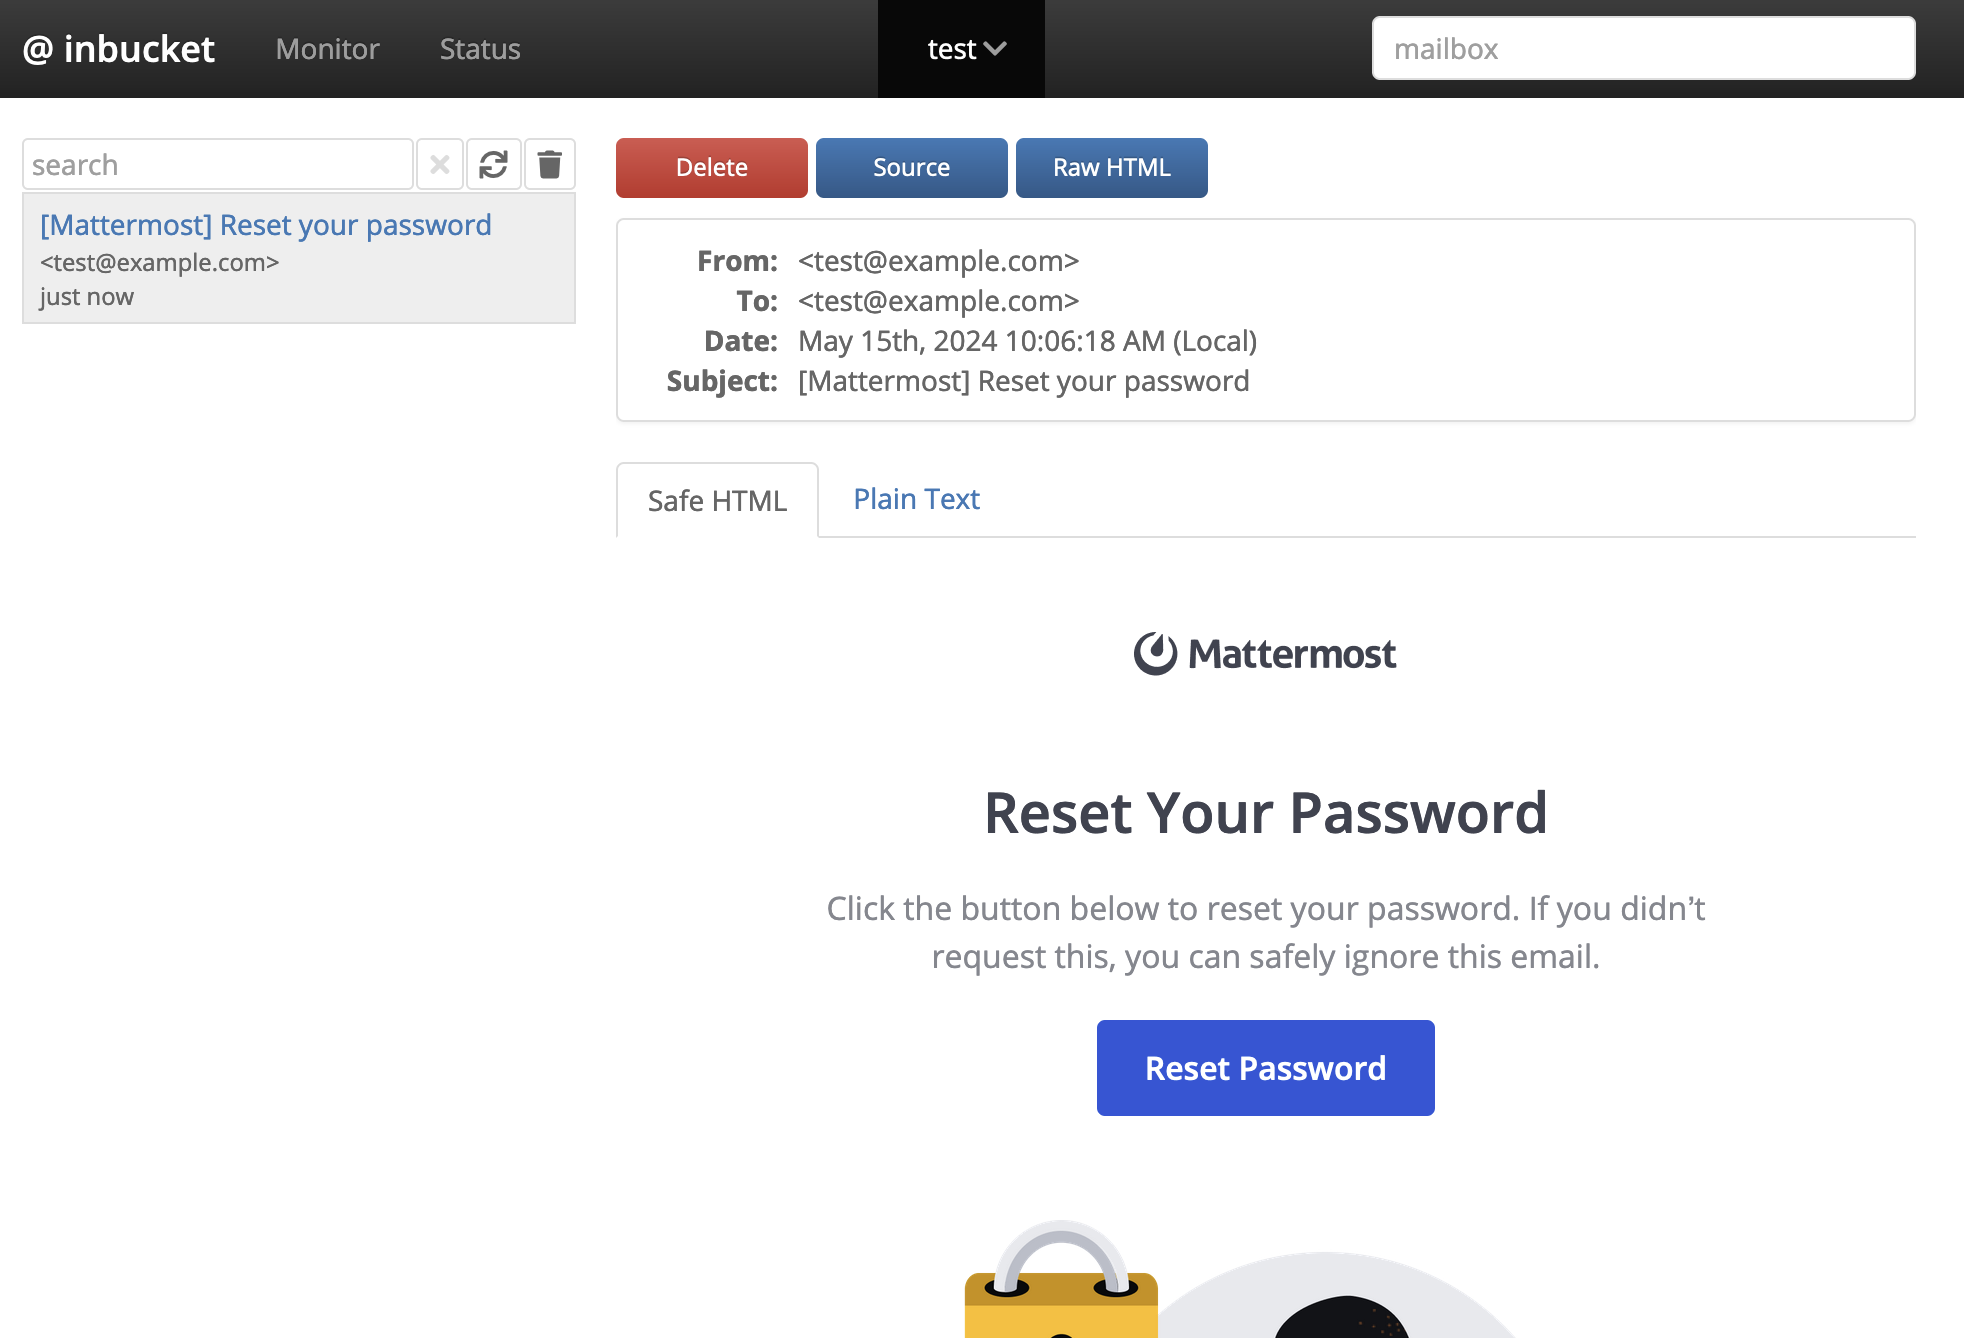 @ inbucket
Monitor
Status
test
mailbox
search
[Mattermost] Reset your password
<test@example.com>
just now
Delete
Source
Raw HTML
From: <test@example.com>
To: <test@example.com>
Date: May 15th, 2024 10:06:18 AM (Local)
Subject: [Mattermost] Reset your password
Safe HTML
Plain Text
Mattermost
Reset Your Password
Click the button below to reset your password. If you didn’t
request this, you can safely ignore this email.
Reset Password